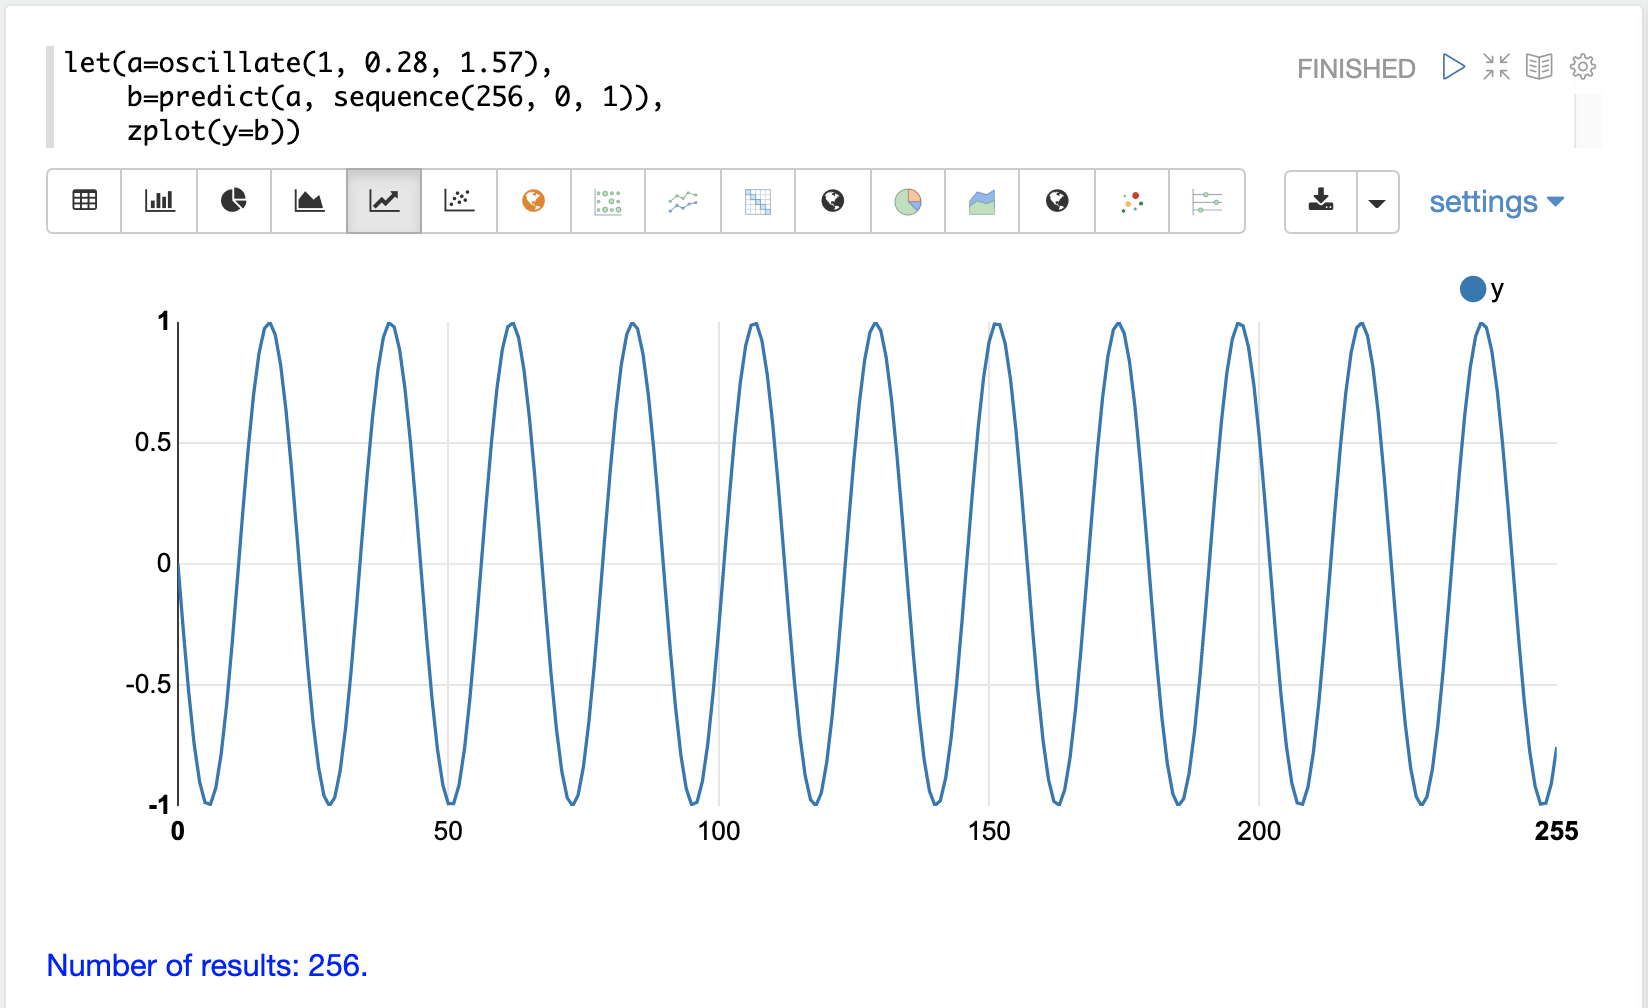 let(a=oscillate(1, 0.28, 1.57),
b=predict(a, sequence(256, 0, 1)),
zplot(y=b))
FINISHED
settings
y
1
0.5
0
-0.5
-1
0
50
100
150
200
255
Number of results: 256.